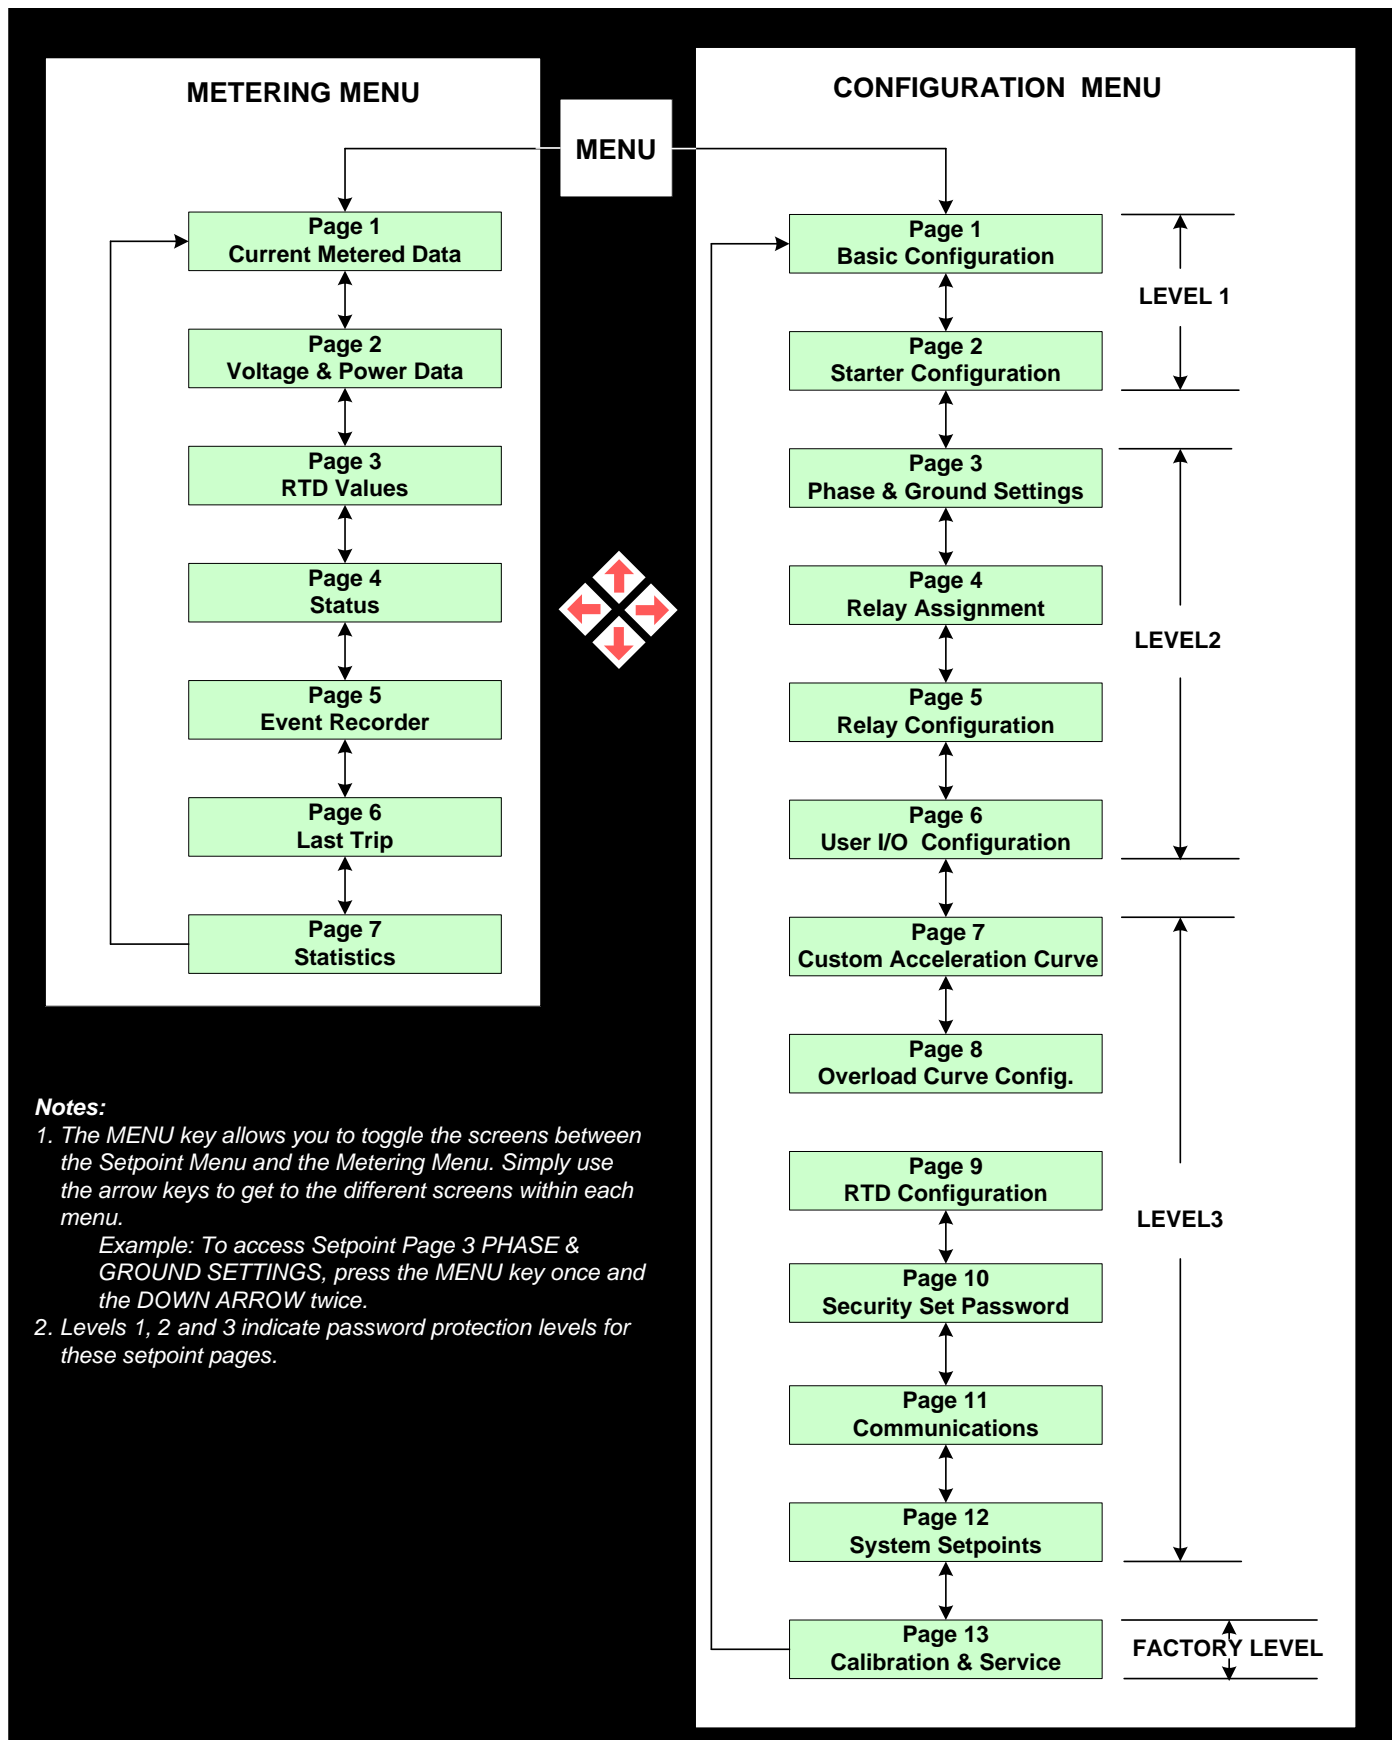 METERING MENU
Page 1
Current Metered Data
Page 2
Voltage & Power Data
Page 3
RTD Values
Page 4
Status
Page 5
Event Recorder
Page 6
Last Trip
Page 7
Statistics
MENU
CONFIGURATION MENU
Page 1
Basic Configuration
Page 2
Starter Configuration
LEVEL 1
Page 3
Phase & Ground Settings
Page 4
Relay Assignment
Page 5
Relay Configuration
Page 6
User I/O Configuration
LEVEL2
Page 7
Custom Acceleration Curve
Page 8
Overload Curve Config.
Page 9
RTD Configuration
Page 10
Security Set Password
Page 11
Communications
Page 12
System Setpoints
LEVEL3
Page 13
Calibration & Service
FACTORY LEVEL
Notes:
1. The MENU key allows you to toggle the screens between
the Setpoint Menu and the Metering Menu. Simply use
the arrow keys to get to the different screens within each
menu.
Example: To access Setpoint Page 3 PHASE &
GROUND SETTINGS, press the MENU key once and
the DOWN ARROW twice.
2. Levels 1, 2 and 3 indicate password protection levels for
these setpoint pages.